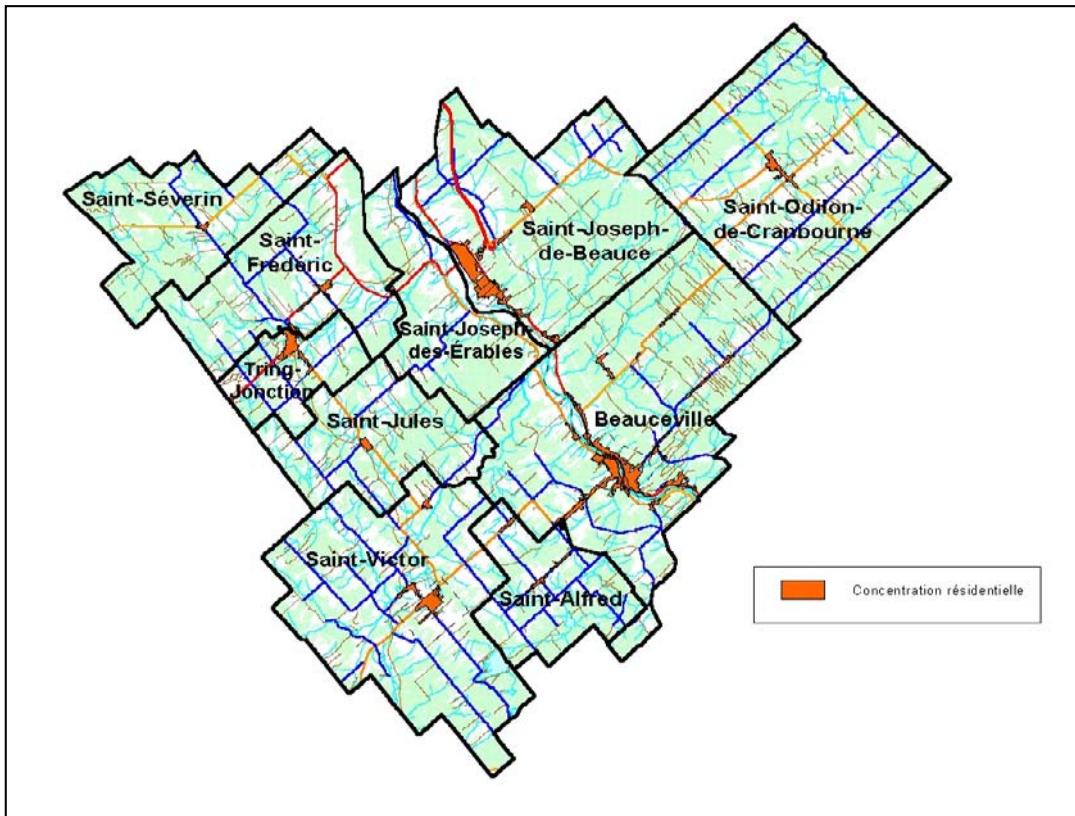 Saint-Séverin
Saint-
Frédéric
Saint-Joseph-
de-Beauce
Saint-Odilon-
de-Cranbourne
Saint-Joseph-
des-Érables
Tring-
Jonction
Saint-Jules
Beauceville
Saint-Victor
Saint-Alfred
Concentration résidentielle